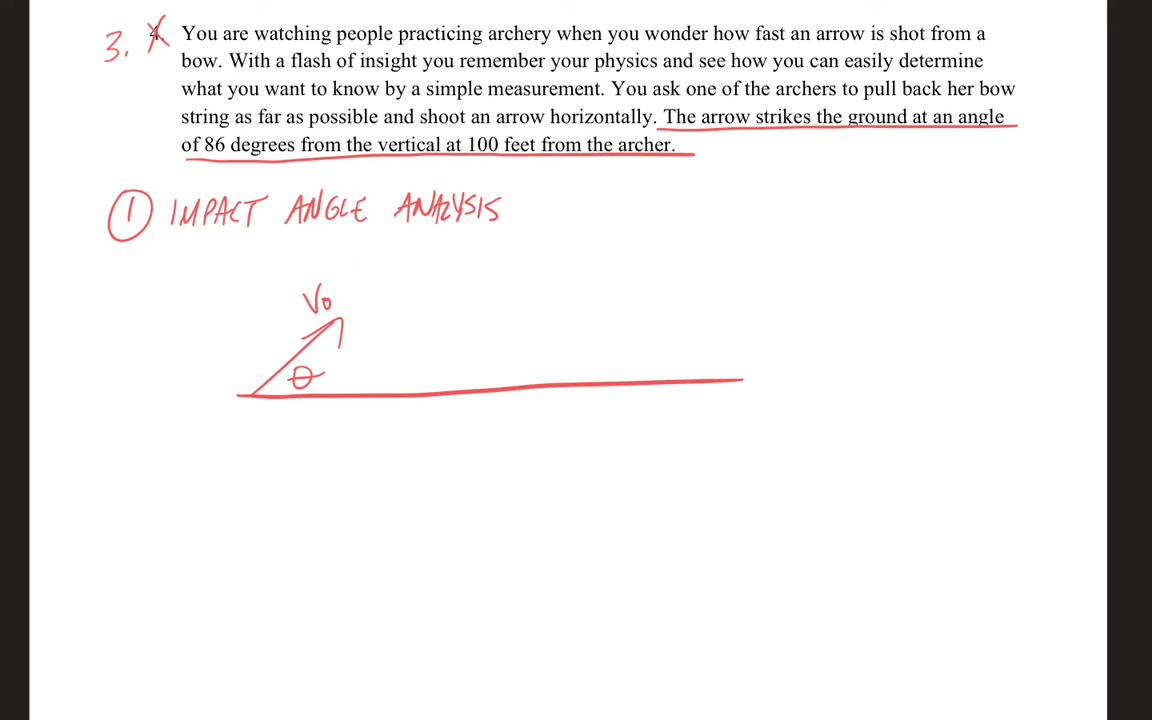 3. 4. You are watching people practicing archery when you wonder how fast an arrow is shot from a
bow. With a flash of insight you remember your physics and see how you can easily determine
what you want to know by a simple measurement. You ask one of the archers to pull back her bow
string as far as possible and shoot an arrow horizontally. The arrow strikes the ground at an angle
of 86 degrees from the vertical at 100 feet from the archer.
① IMPACT ANGLE ANALYSIS
V0
θ